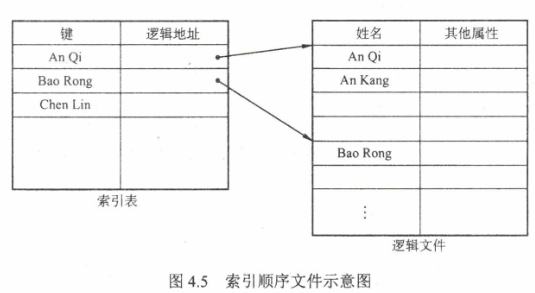 键 逻辑地址
An Qi
Bao Rong
Chen Lin
索引表
姓名 其他属性
An Qi
An Kang
Bao Rong
⋮
逻辑文件
图 4.5 索引顺序文件示意图